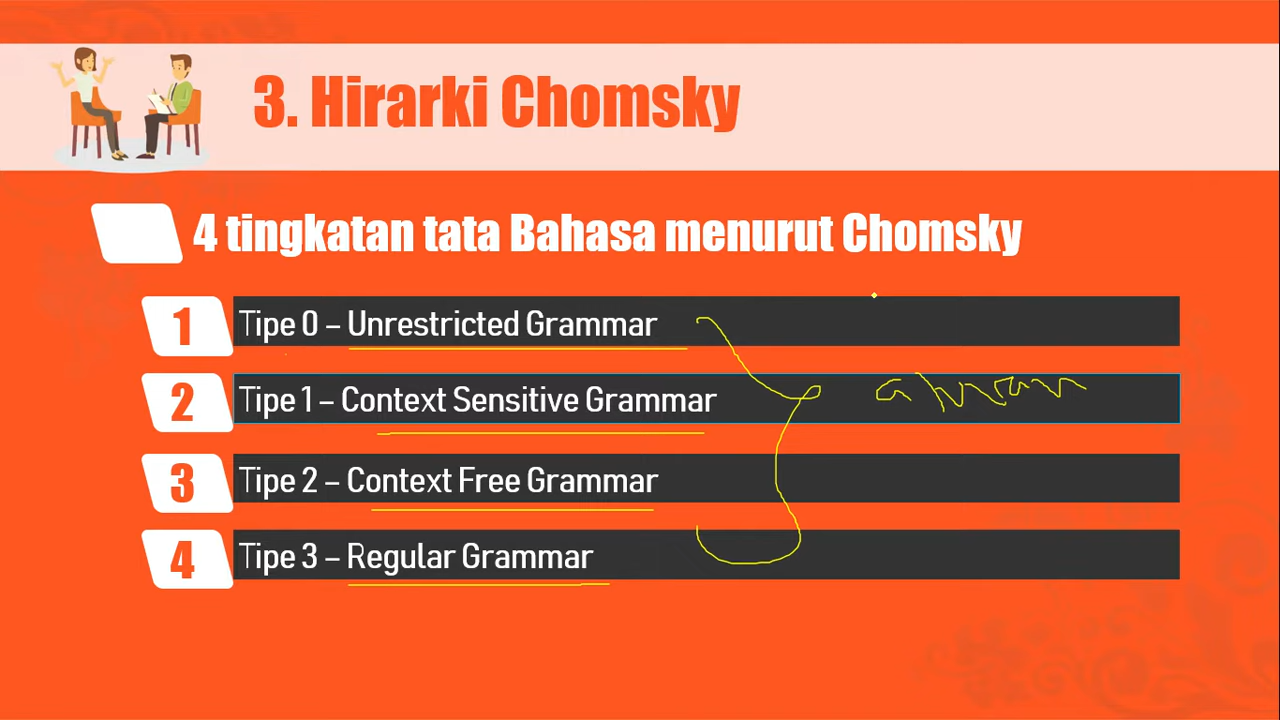 3. Hirarki Chomsky
4 tingkatan tata Bahasa menurut Chomsky
1 Tipe 0 – Unrestricted Grammar
2 Tipe 1 – Context Sensitive Grammar
3 Tipe 2 – Context Free Grammar
4 Tipe 3 – Regular Grammar